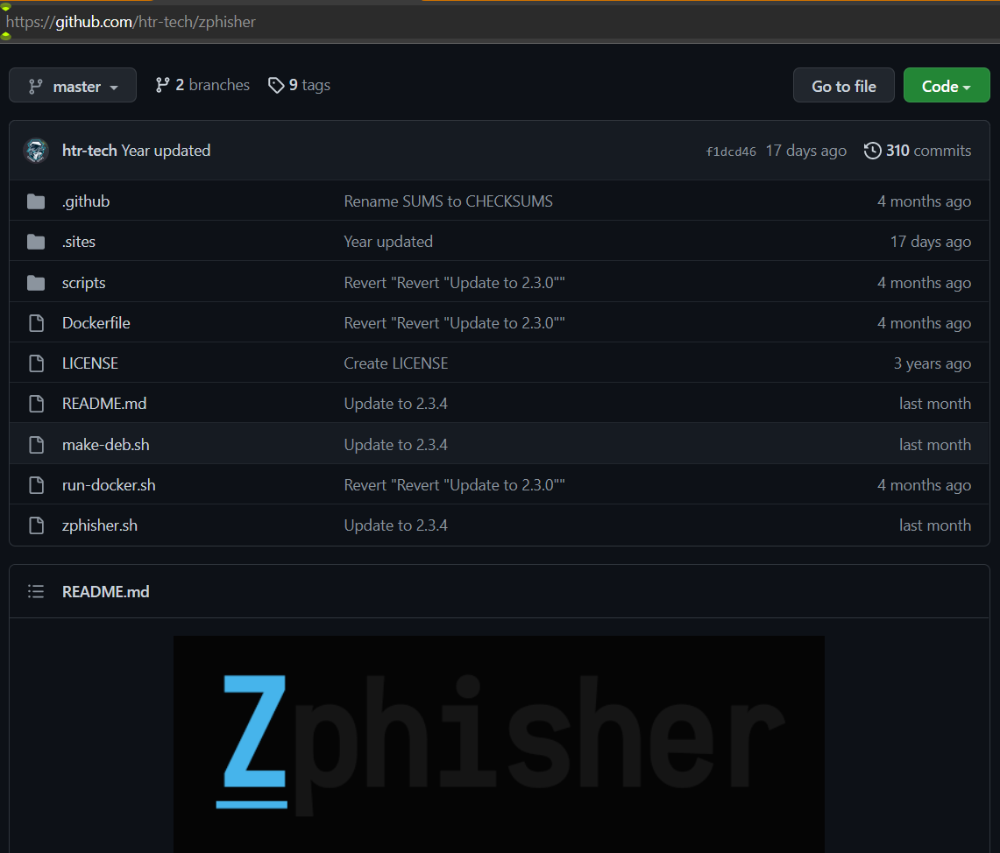 https://github.com/htr-tech/zphisher
master 2 branches 9 tags Go to file Code
htr-tech Year updated f1dcd46 17 days ago 310 commits
.github Rename SUMS to CHECKSUMS 4 months ago
.sites Year updated 17 days ago
scripts Revert "Revert "Update to 2.3.0"" 4 months ago
Dockerfile Revert "Revert "Update to 2.3.0"" 4 months ago
LICENSE Create LICENSE 3 years ago
README.md Update to 2.3.4 last month
make-deb.sh Update to 2.3.4 last month
run-docker.sh Revert "Revert "Update to 2.3.0"" 4 months ago
zphisher.sh Update to 2.3.4 last month
README.md
Zphisher